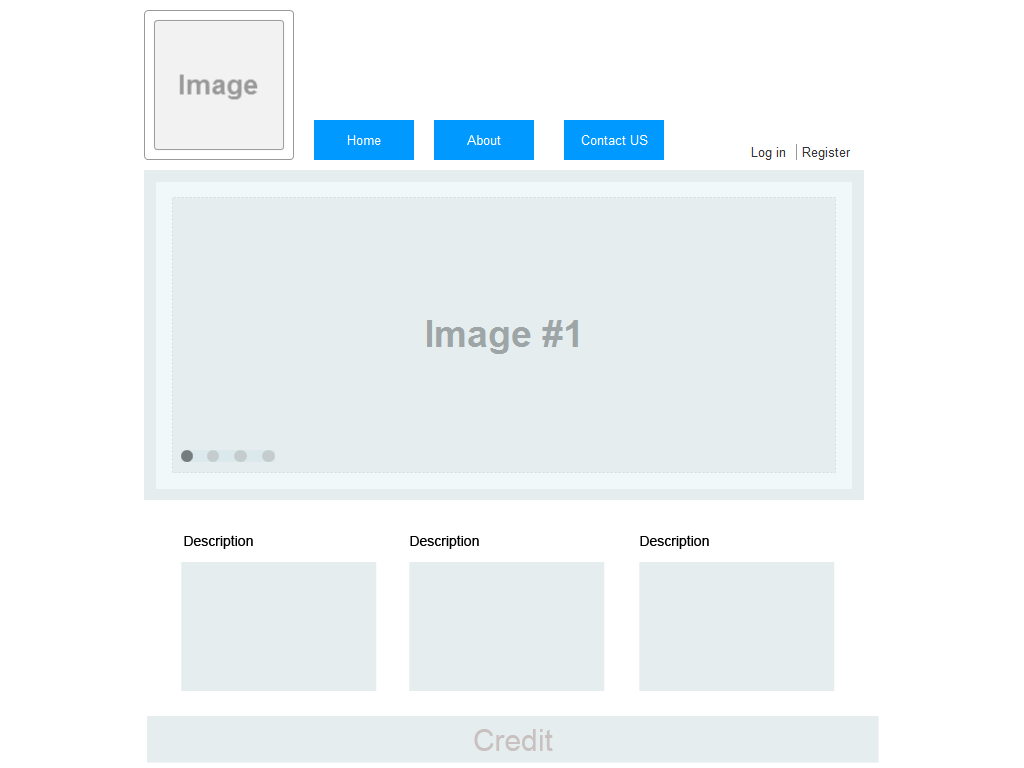 Image
Home
About
Contact US
Log in
Register
Image #1
Description
Description
Description
Credit